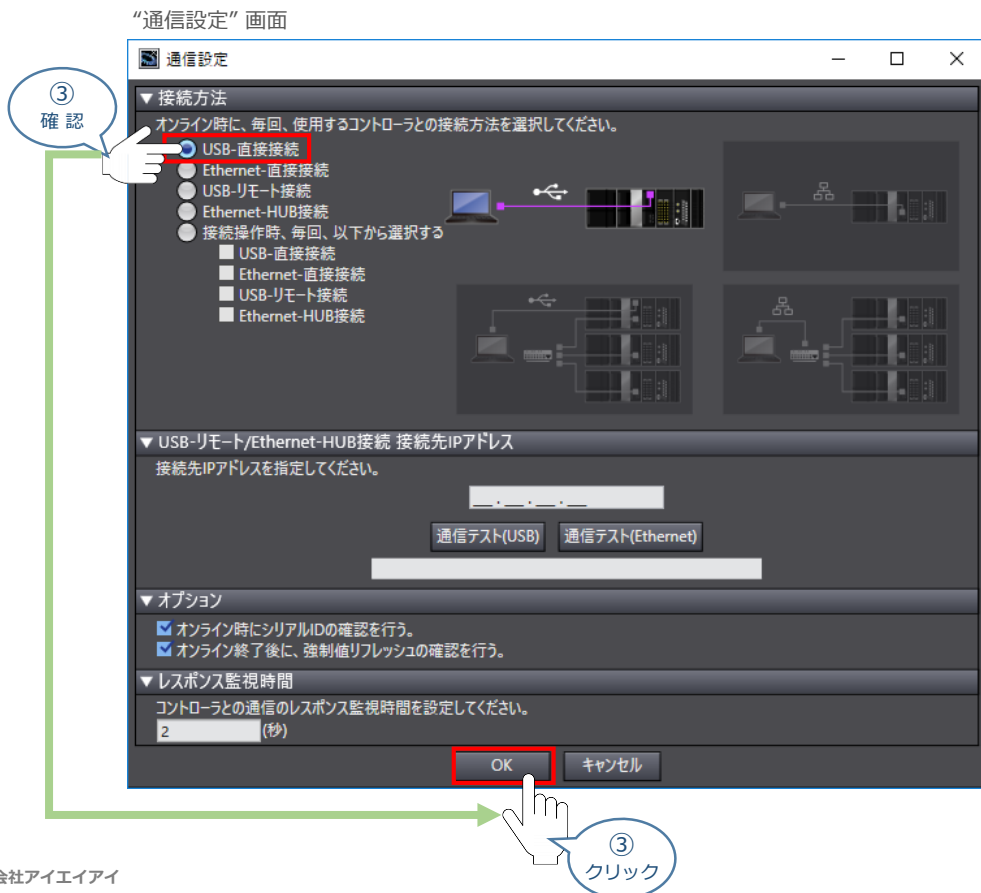 “通信設定” 画面
通信設定
③
確 認
▼ 接続方法
オンライン時に、毎回、使用するコントローラとの接続方法を選択してください。
USB-直接接続
Ethernet-直接接続
USB-リモート接続
Ethernet-HUB接続
接続操作時、毎回、以下から選択する
USB-直接接続
Ethernet-直接接続
USB-リモート接続
Ethernet-HUB接続
▼ USB-リモート/Ethernet-HUB接続 接続先IPアドレス
接続先IPアドレスを指定してください。
__.__.__.__
通信テスト(USB) 通信テスト(Ethernet)
▼ オプション
オンライン時にシリアルIDの確認を行う。
オンライン終了後に、強制値リフレッシュの確認を行う。
▼ レスポンス監視時間
コントローラとの通信のレスポンス監視時間を設定してください。
2 (秒)
OK キャンセル
③
クリック
会社アイエイアイ